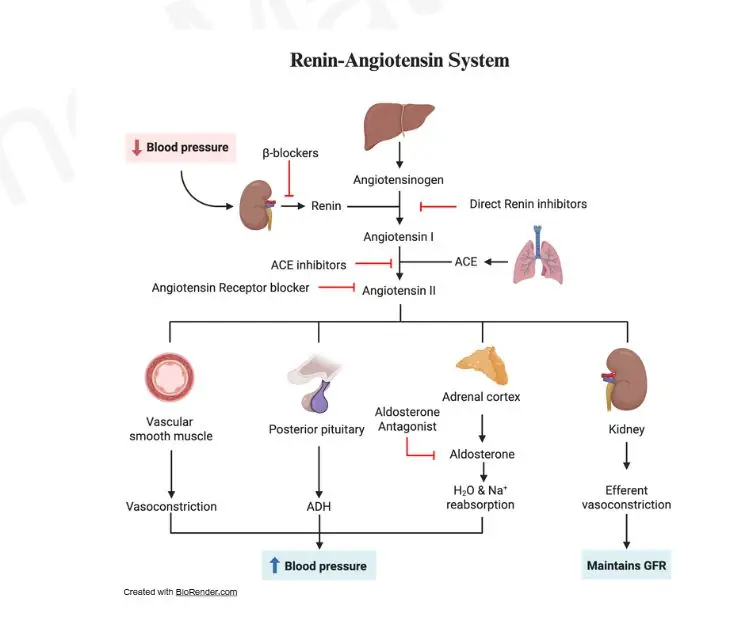 Renin-Angiotensin System
↓ Blood pressure
β-blockers
Angiotensinogen
Renin
Direct Renin inhibitors
Angiotensin I
ACE inhibitors
ACE
Angiotensin Receptor blocker
Angiotensin II
Vascular
smooth muscle
Posterior pituitary
Aldosterone
Antagonist
Adrenal cortex
Kidney
Aldosterone
Vasoconstriction
ADH
H₂O & Na⁺
reabsorption
Efferent
vasoconstriction
↑ Blood pressure
Maintains GFR
Created with BioRender.com